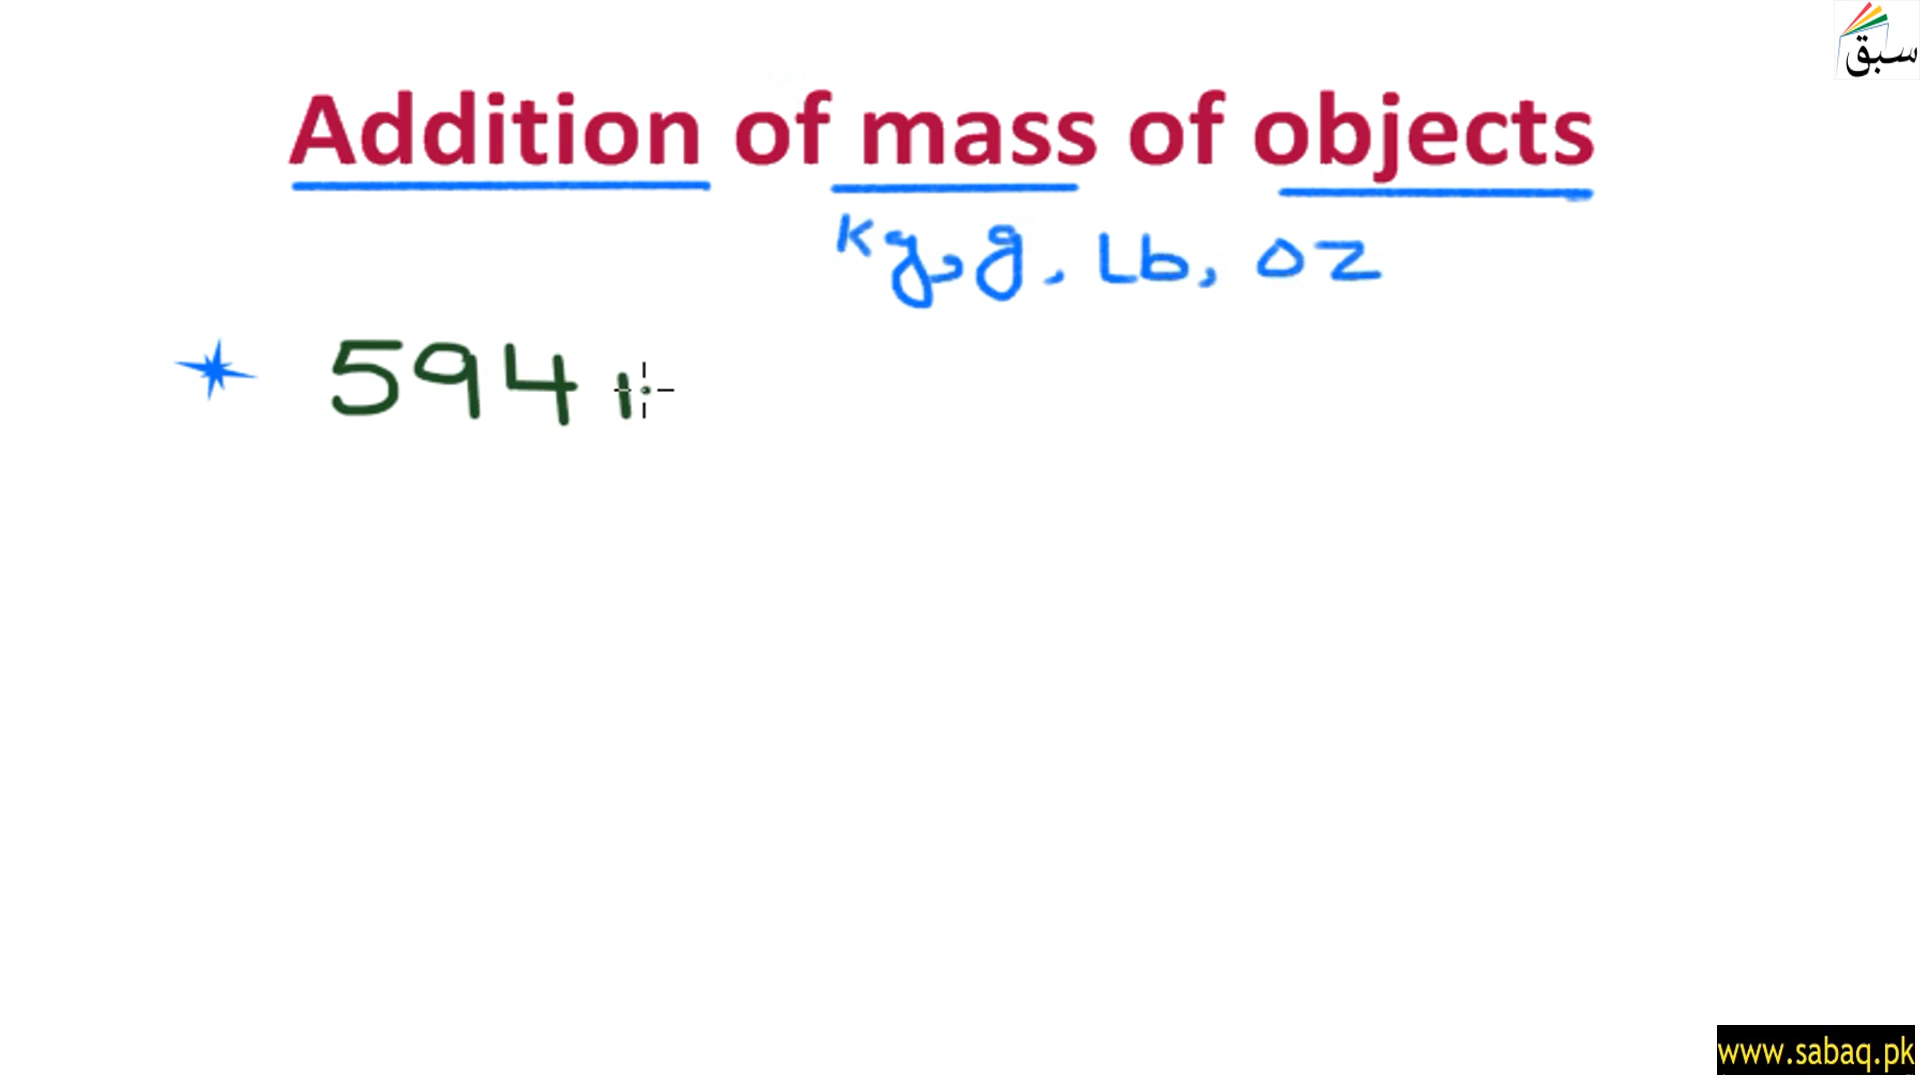 سبق
Addition of mass of objects
Kg, g, Lb, oz
594
www.sabaq.pk